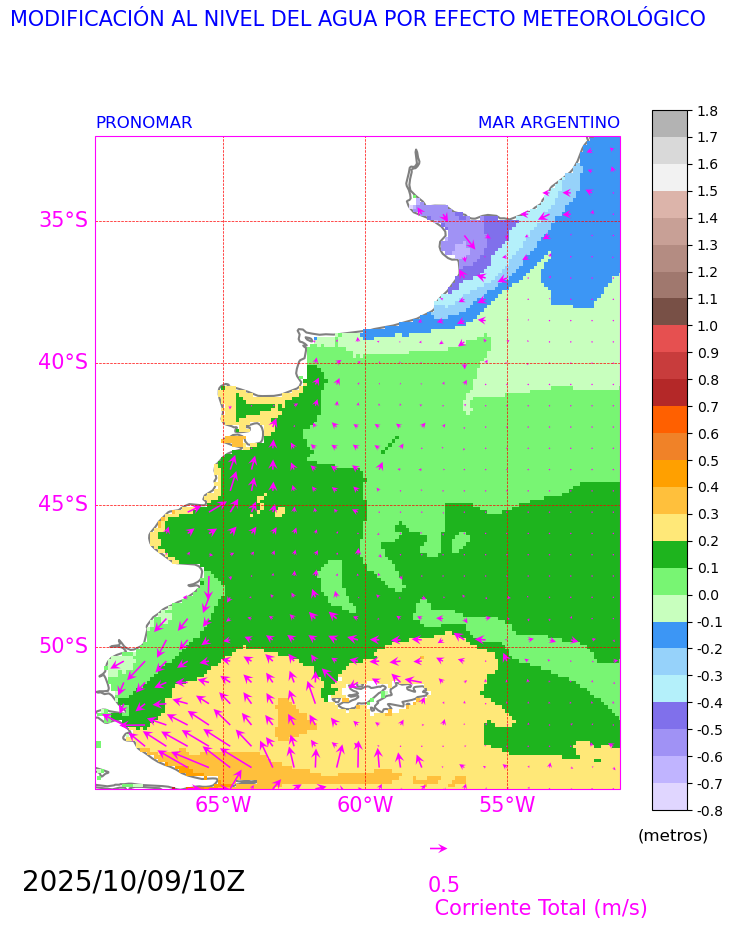 MODIFICACIÓN AL NIVEL DEL AGUA POR EFECTO METEOROLÓGICO
PRONOMAR MAR ARGENTINO
35°S
40°S
45°S
50°S
65°W 60°W 55°W
1.8
1.7
1.6
1.5
1.4
1.3
1.2
1.1
1.0
0.9
0.8
0.7
0.6
0.5
0.4
0.3
0.2
0.1
0.0
-0.1
-0.2
-0.3
-0.4
-0.5
-0.6
-0.7
-0.8
(metros)
2025/10/09/10Z
0.5
Corriente Total (m/s)